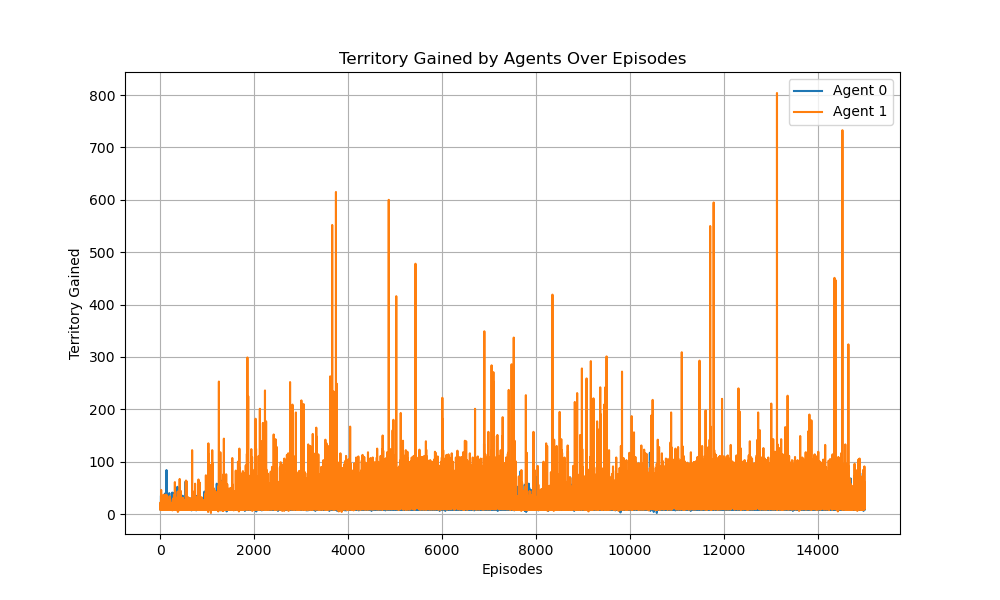 Territory Gained by Agents Over Episodes
Agent 0
Agent 1
Territory Gained
800
700
600
500
400
300
200
100
0
0 2000 4000 6000 8000 10000 12000 14000
Episodes